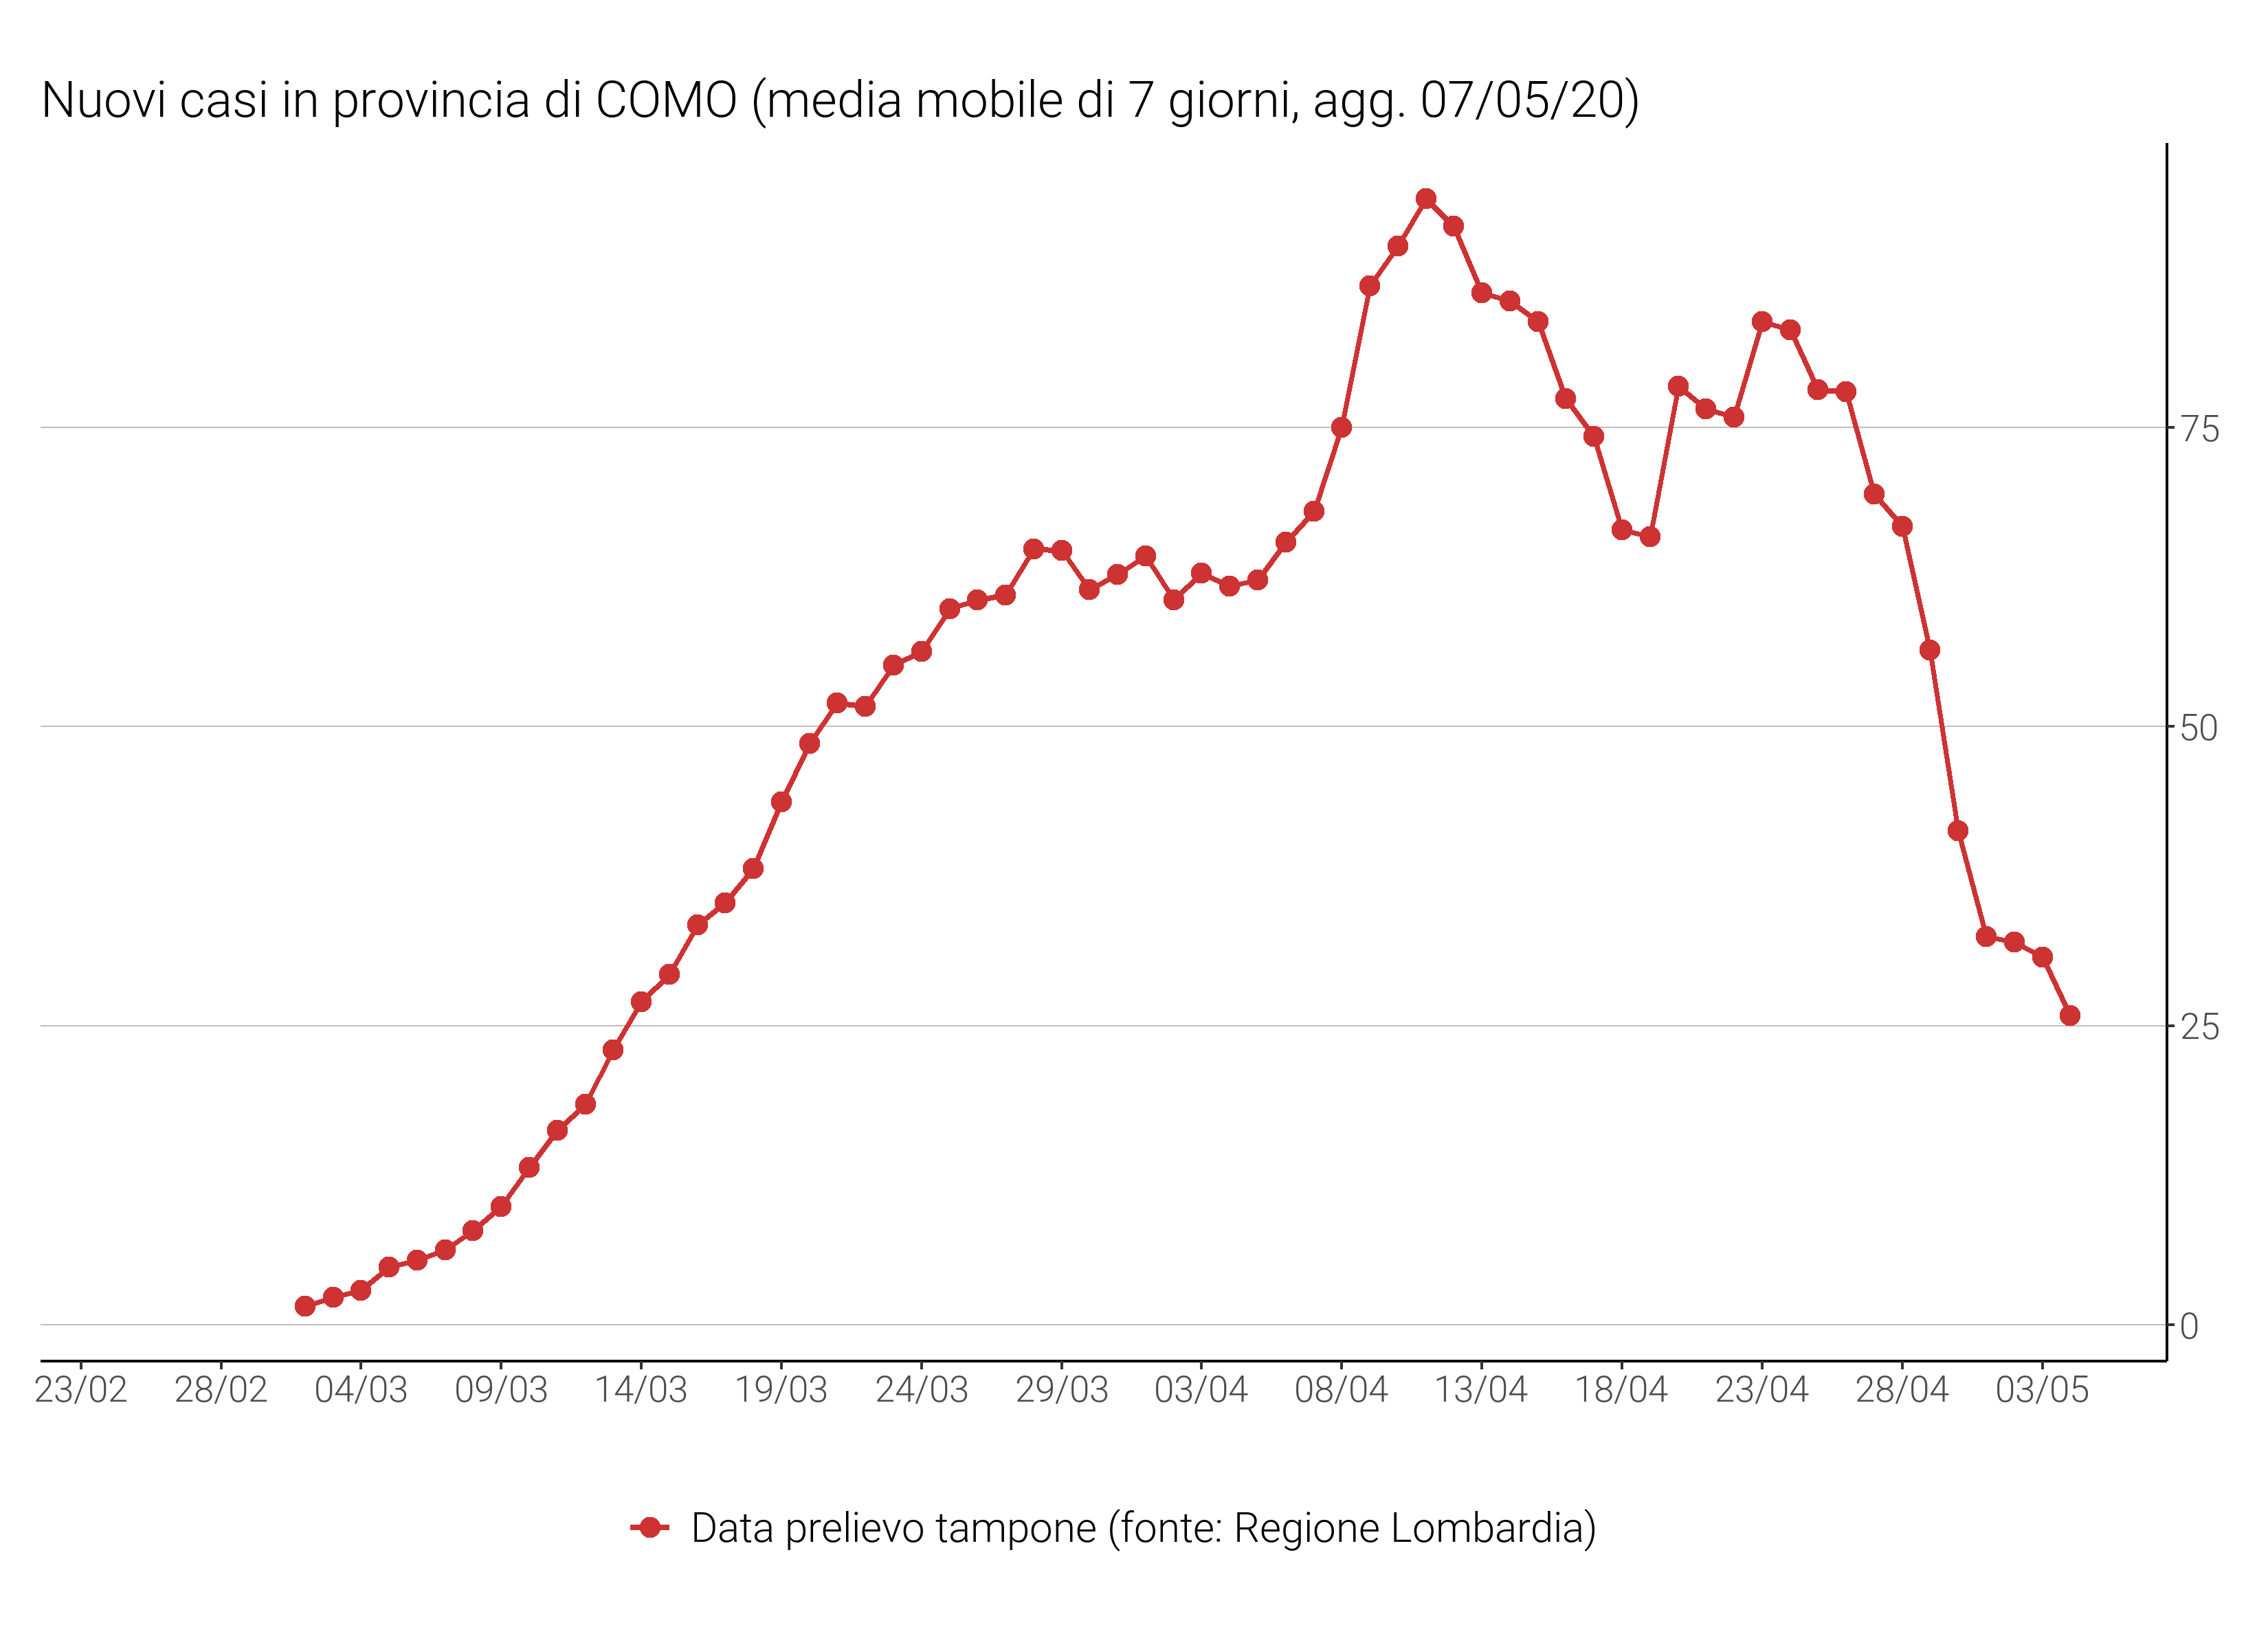 Nuovi casi in provincia di COMO (media mobile di 7 giorni, agg. 07/05/20)
75
50
25
0
23/02 28/02 04/03 09/03 14/03 19/03 24/03 29/03 03/04 08/04 13/04 18/04 23/04 28/04 03/05
Data prelievo tampone (fonte: Regione Lombardia)